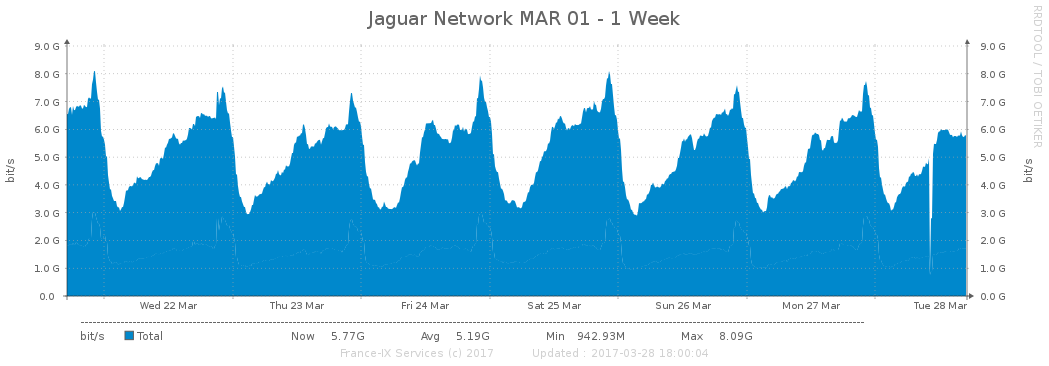 Jaguar Network MAR 01 - 1 Week
RRDTOOL / TOBI OETIKER
9.0 G 9.0 G
8.0 G 8.0 G
7.0 G 7.0 G
6.0 G 6.0 G
5.0 G 5.0 G
4.0 G 4.0 G
3.0 G 3.0 G
2.0 G 2.0 G
1.0 G 1.0 G
0.0 0.0 G
bit/s
bit/s
Wed 22 Mar Thu 23 Mar Fri 24 Mar Sat 25 Mar Sun 26 Mar Mon 27 Mar Tue 28 Mar
bit/s Total Now 5.77G Avg 5.19G Min 942.93M Max 8.09G
France-IX Services (c) 2017 Updated : 2017-03-28 18:00:04